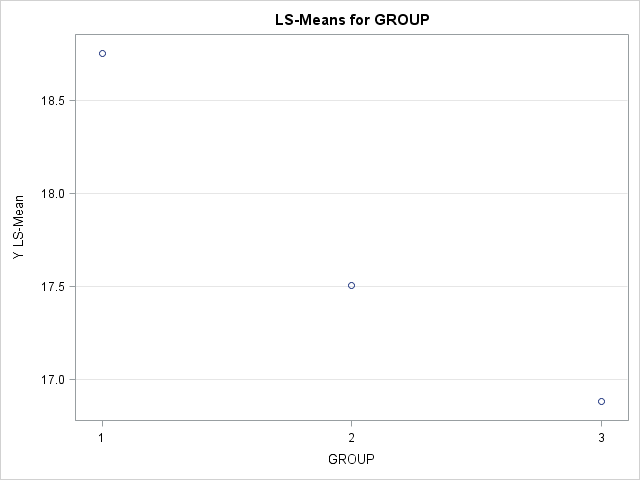 LS-Means for GROUP
18.5
18.0
17.5
17.0
Y LS-Mean
1 2 3
GROUP